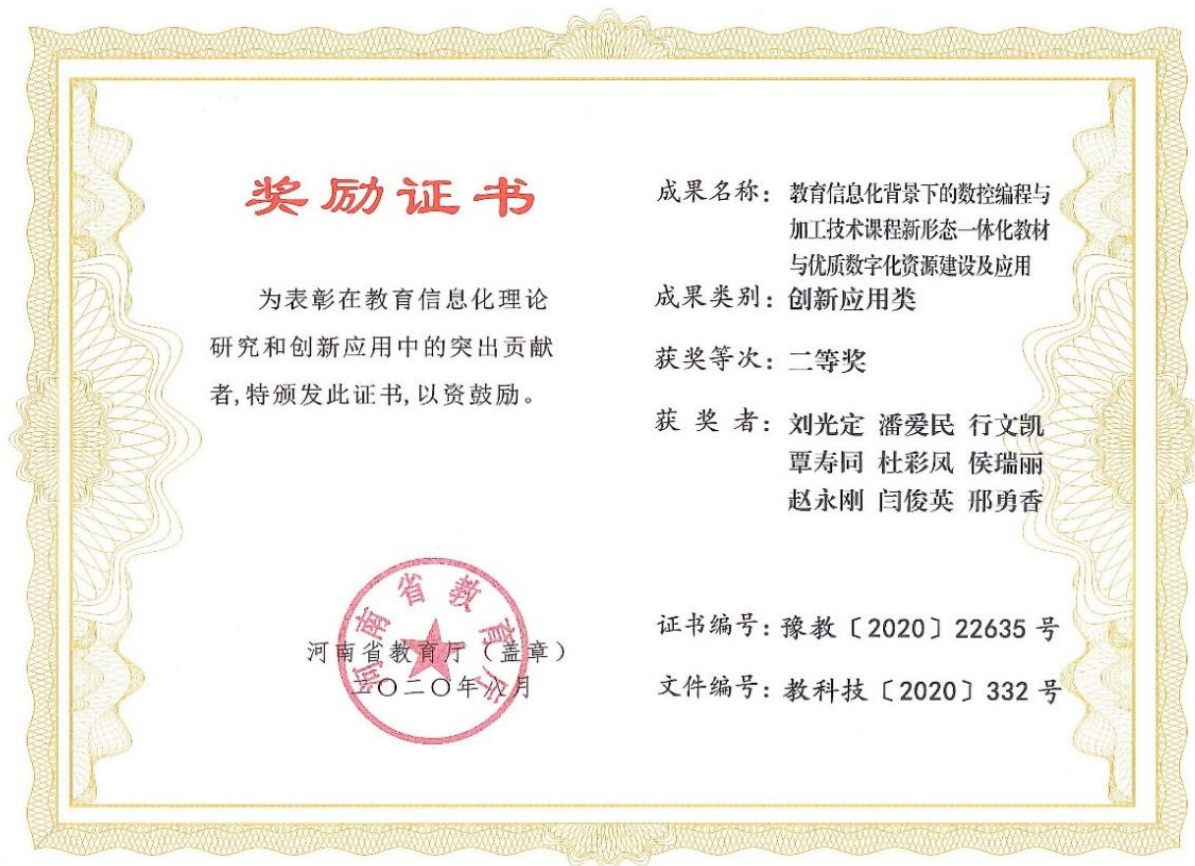 奖励证书
为表彰在教育信息化理论
研究和创新应用中的突出贡献
者,特颁发此证书,以资鼓励。
河南省教育厅
河南省教育厅(盖章)
二〇二〇年八月
成果名称:教育信息化背景下的数控编程与
加工技术课程新形态一体化教材
与优质数字化资源建设及应用
成果类别:创新应用类
获奖等次:二等奖
获奖者:刘光定 潘爱民 行文凯
覃寿同 杜彩凤 侯瑞丽
赵永刚 闫俊英 邢勇香
证书编号:豫教〔2020〕22635号
文件编号:教科技〔2020〕332号